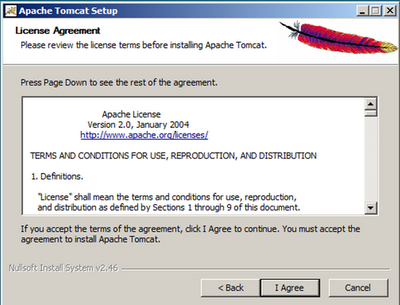 Apache Tomcat Setup
License Agreement
Please review the license terms before installing Apache Tomcat.
Press Page Down to see the rest of the agreement.
Apache License
Version 2.0, January 2004
http://www.apache.org/licenses/
TERMS AND CONDITIONS FOR USE, REPRODUCTION, AND DISTRIBUTION
1. Definitions.
"License" shall mean the terms and conditions for use, reproduction,
and distribution as defined by Sections 1 through 9 of this document.
If you accept the terms of the agreement, click I Agree to continue. You must accept the
agreement to install Apache Tomcat.
Nullsoft Install System v2.46
< Back I Agree Cancel